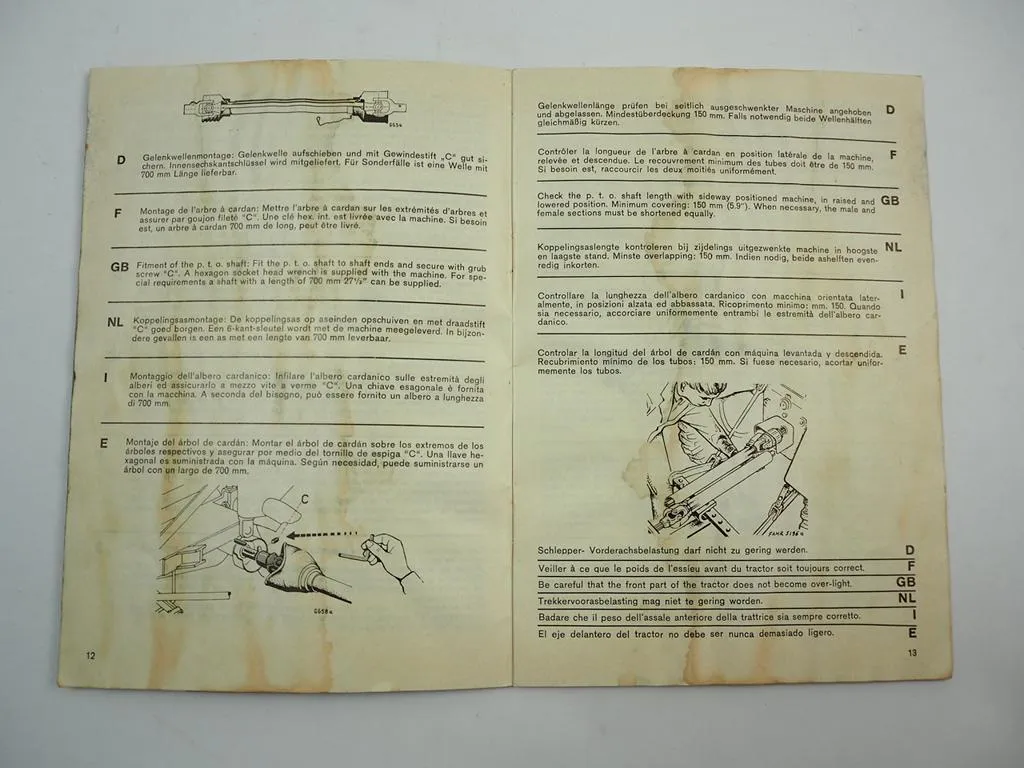 6654
D Gelenkwellenmontage: Gelenkwelle aufschieben und mit Gewindestift „C" gut si-
chern. Innensechskantschlüssel wird mitgeliefert. Für Sonderfälle ist eine Welle mit
700 mm Länge lieferbar.
F Montage de l'arbre à cardan: Mettre l'arbre à cardan sur les extrémités d'arbres et
assurer par goujon fileté "C". Une clé hex. int. est livrée avec la machine. Si besoin
est, un arbre à cardan 700 mm de long, peut être livré.
GB Fitment of the p. t. o. shaft: Fit the p. t. o. shaft to shaft ends and secure with grub
screw "C". A hexagon socket head wrench is supplied with the machine. For spe-
cial requirements a shaft with a length of 700 mm 27½" can be supplied.
NL Koppelingsasmontage: De koppelingsas op aseinden opschuiven en met draadstift
"C" goed borgen. Een 6-kant-sleutel wordt met de machine meegeleverd. In bijzon-
dere gevallen is een as met een lengte van 700 mm leverbaar.
I Montaggio dell'albero cardanico: Infilare l'albero cardanico sulle estremità degli
alberi ed assicurarlo a mezzo vite a verme "C". Una chiave esagonale è fornita
con la macchina. A seconda del bisogno, può essere fornito un albero a lunghezza
di 700 mm.
E Montaje del árbol de cardán: Montar el árbol de cardán sobre los extremos de los
árboles respectivos y asegurar por medio del tornillo de espiga "C". Una llave he-
xagonal es suministrada con la máquina. Según necesidad, puede suministrarse un
árbol con un largo de 700 mm.
C
6658a
12
Gelenkwellenlänge prüfen bei seitlich ausgeschwenkter Maschine angehoben D
und abgelassen. Mindestüberdeckung 150 mm. Falls notwendig beide Wellenhälften
gleichmäßig kürzen.
Contrôler la longueur de l'arbre à cardan en position latérale de la machine, F
relevée et descendue. Le recouvrement minimum des tubes doit être de 150 mm.
Si besoin est, raccourcir les deux moitiés uniformément.
Check the p. t. o. shaft length with sideway positioned machine, in raised and GB
lowered position. Minimum covering: 150 mm (5.9"). When necessary, the male and
female sections must be shortened equally.
Koppelingsaslengte kontroleren bij zijdelings uitgezwenkte machine in hoogste NL
en laagste stand. Minste overlapping: 150 mm. Indien nodig, beide ashelften even-
redig inkorten.
Controllare la lunghezza dell'albero cardanico con macchina orientata later- I
almente, in posizioni alzata ed abbassata. Ricoprimento minimo: mm. 150. Quando
sia necessario, accorciare uniformemente entrambi le estremità dell'albero car-
danico.
Controlar la longitud del árbol de cardán con máquina levantada y descendida. E
Recubrimiento mínimo de los tubos: 150 mm. Si fuese necesario, acortar unifor-
memente los tubos.
FAHR 5196a
Schlepper- Vorderachsbelastung darf nicht zu gering werden. D
Veiller à ce que le poids de l'essieu avant du tractor soit toujours correct. F
Be careful that the front part of the tractor does not become over-light. GB
Trekkervoorasbelasting mag niet te gering worden. NL
Badare che il peso dell'assale anteriore della trattrice sia sempre corretto. I
El eje delantero del tractor no debe ser nunca demasiado ligero. E
13